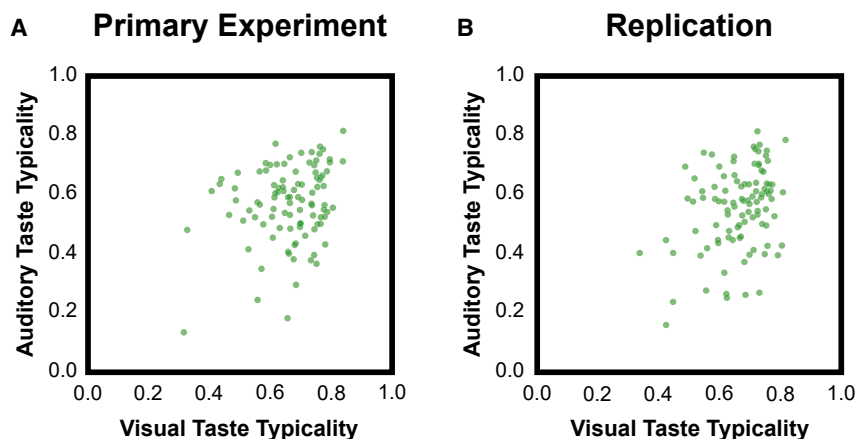 A Primary Experiment
Auditory Taste Typicality
1.0
0.8
0.6
0.4
0.2
0.0
0.0 0.2 0.4 0.6 0.8 1.0
Visual Taste Typicality
B Replication
Auditory Taste Typicality
1.0
0.8
0.6
0.4
0.2
0.0
0.0 0.2 0.4 0.6 0.8 1.0
Visual Taste Typicality